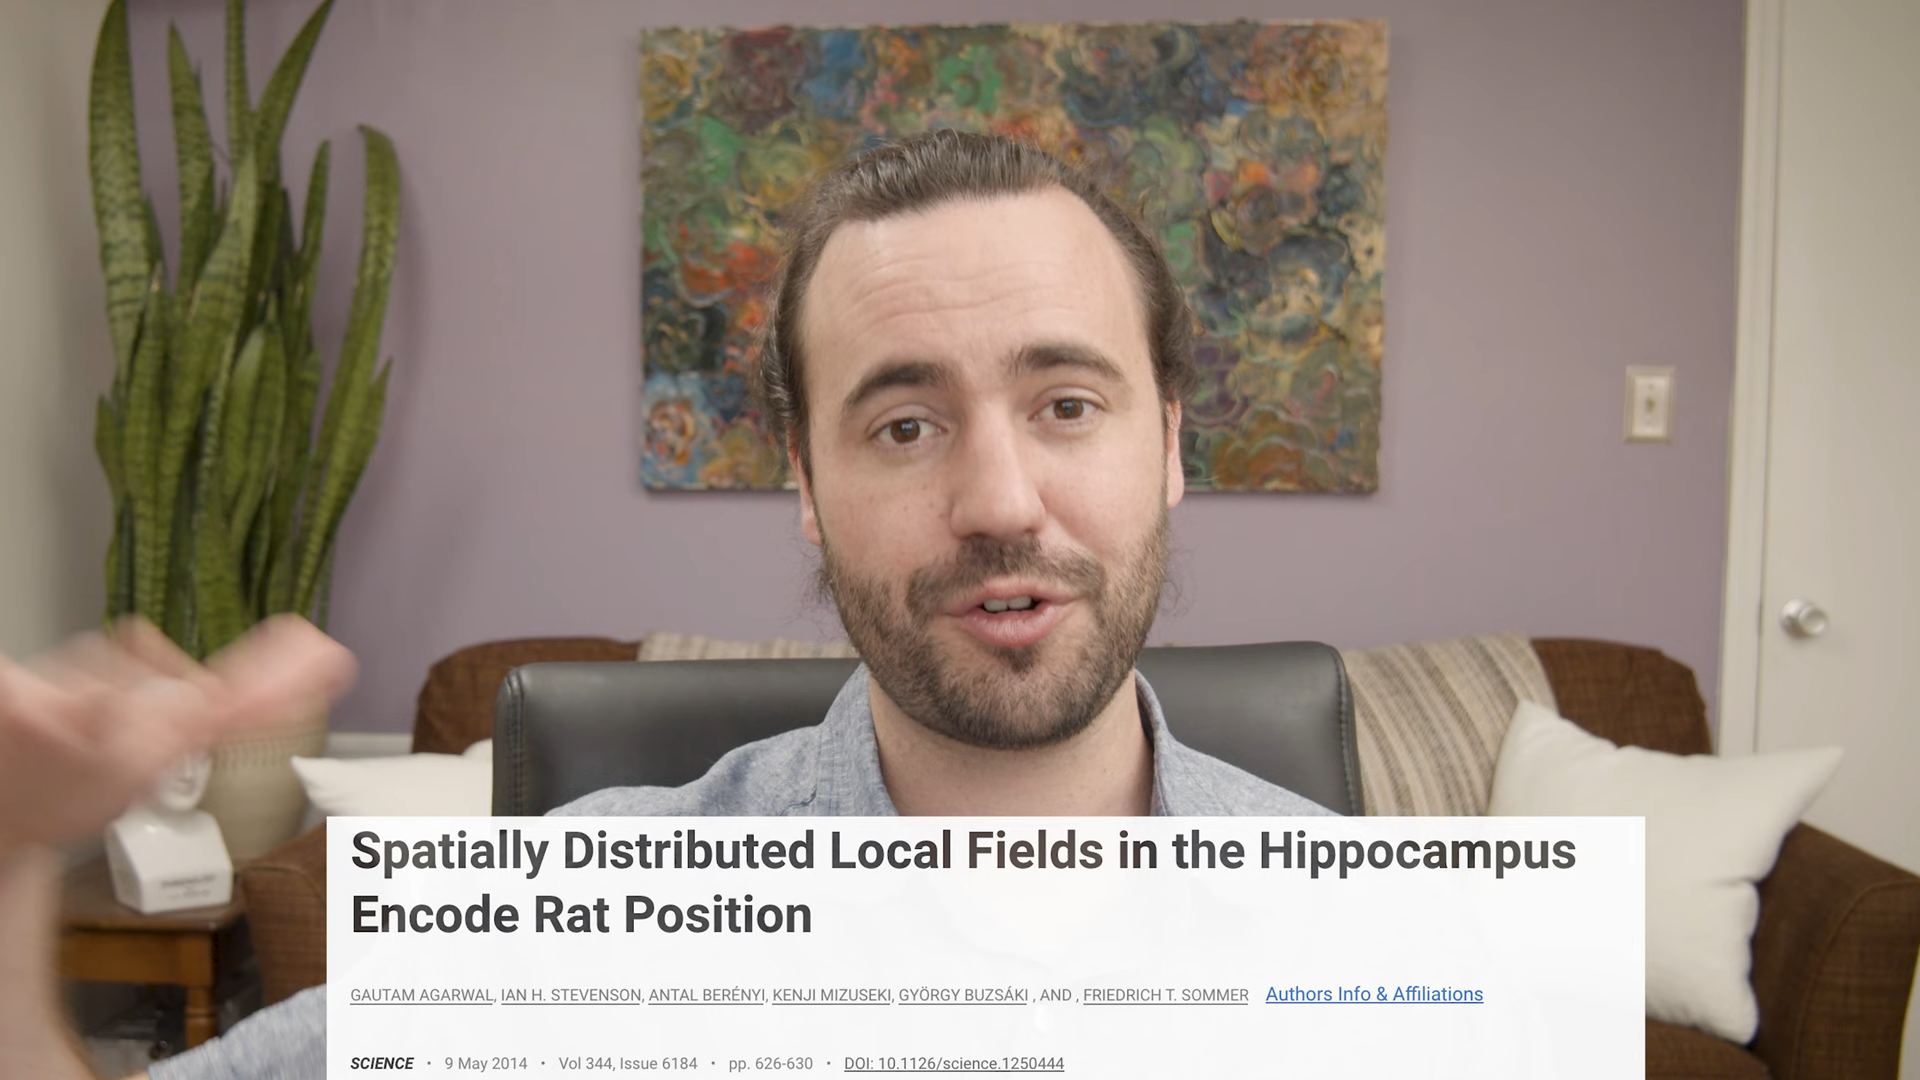 Spatially Distributed Local Fields in the Hippocampus
Encode Rat Position
GAUTAM AGARWAL, IAN H. STEVENSON, ANTAL BERÉNYI, KENJI MIZUSEKI, GYÖRGY BUZSÁKI , AND , FRIEDRICH T. SOMMER Authors Info & Affiliations
SCIENCE • 9 May 2014 • Vol 344, Issue 6184 • pp. 626-630 • DOI: 10.1126/science.1250444